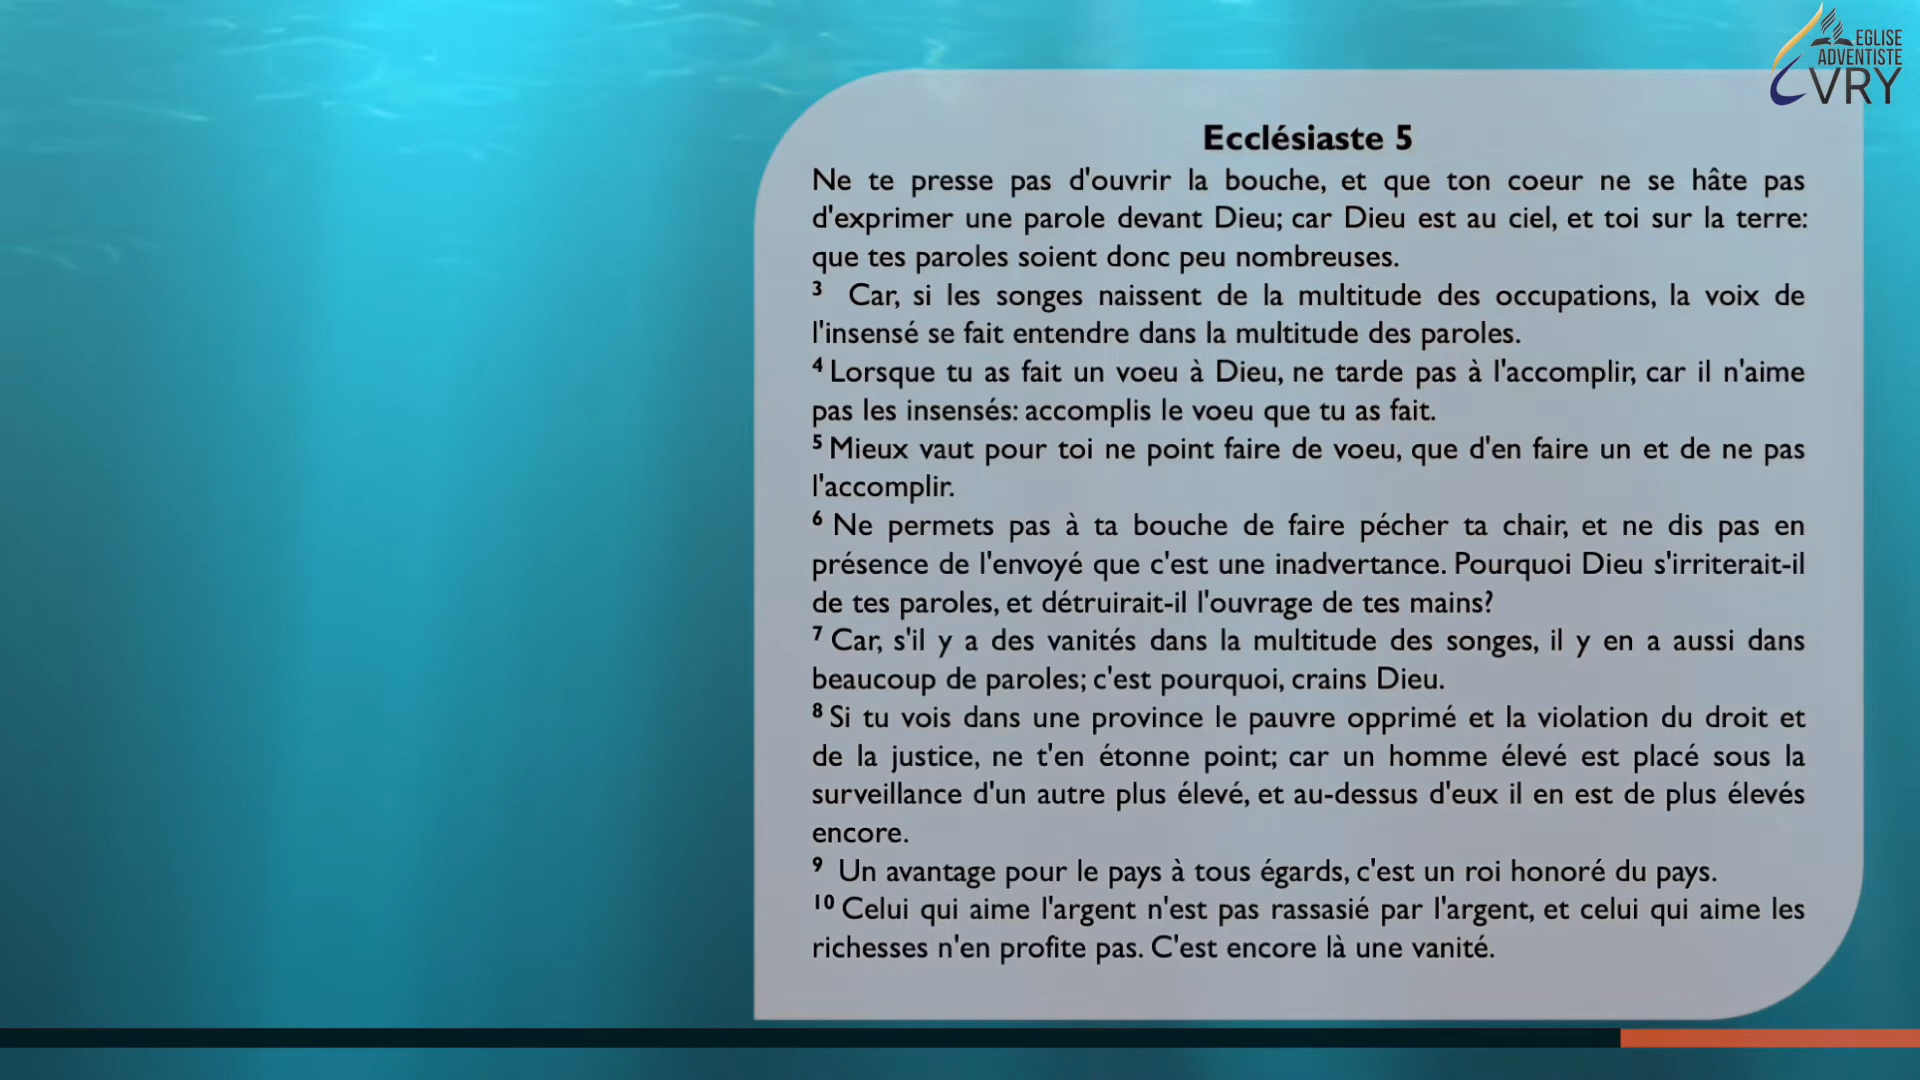 EGLISE
ADVENTISTE
VRY
Ecclésiaste 5
Ne te presse pas d'ouvrir la bouche, et que ton coeur ne se hâte pas
d'exprimer une parole devant Dieu; car Dieu est au ciel, et toi sur la terre:
que tes paroles soient donc peu nombreuses.
3 Car, si les songes naissent de la multitude des occupations, la voix de
l'insensé se fait entendre dans la multitude des paroles.
4 Lorsque tu as fait un voeu à Dieu, ne tarde pas à l'accomplir, car il n'aime
pas les insensés: accomplis le voeu que tu as fait.
5 Mieux vaut pour toi ne point faire de voeu, que d'en faire un et de ne pas
l'accomplir.
6 Ne permets pas à ta bouche de faire pécher ta chair, et ne dis pas en
présence de l'envoyé que c'est une inadvertance. Pourquoi Dieu s'irriterait-il
de tes paroles, et détruirait-il l'ouvrage de tes mains?
7 Car, s'il y a des vanités dans la multitude des songes, il y en a aussi dans
beaucoup de paroles; c'est pourquoi, crains Dieu.
8 Si tu vois dans une province le pauvre opprimé et la violation du droit et
de la justice, ne t'en étonne point; car un homme élevé est placé sous la
surveillance d'un autre plus élevé, et au-dessus d'eux il en est de plus élevés
encore.
9 Un avantage pour le pays à tous égards, c'est un roi honoré du pays.
10 Celui qui aime l'argent n'est pas rassasié par l'argent, et celui qui aime les
richesses n'en profite pas. C'est encore là une vanité.